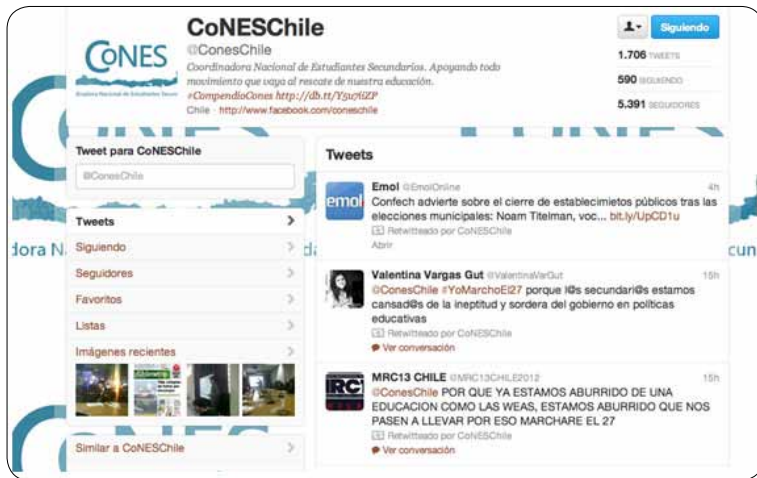 CONES
dinadora Nacional de Estudiantes Secun
CoNESChile
@ConesChile
Coordinadora Nacional de Estudiantes Secundarios. Apoyando todo
movimiento que vaya al rescate de nuestra educación.
#CompendioCones http://db.tt/Y5u7i6ZP
Chile · http://www.facebook.com/coneschile
Siguiendo
1.706 TWEETS
590 SIGUIENDO
5.391 SEGUIDORES
Tweet para CoNESChile
@ConesChile
Tweets
Siguiendo
Seguidores
Favoritos
Listas
Imágenes recientes
Similar a CoNESChile
Tweets
Emol @EmolOnline 4h
Confech advierte sobre el cierre de establecimietos públicos tras las
elecciones municipales: Noam Titelman, voc... bit.ly/UpCD1u
Retwitteado por CoNESChile
Abrir
Valentina Vargas Gut @ValentinaVarGut 15h
@ConesChile #YoMarchoEl27 porque l@s secundari@s estamos
cansad@s de la ineptitud y sordera del gobierno en políticas
educativas
Retwitteado por CoNESChile
Ver conversación
MRC13 CHILE @MRC13CHILE2012 15h
@ConesChile POR QUE YA ESTAMOS ABURRIDO DE UNA
EDUCACION COMO LAS WEAS, ESTAMOS ABURRIDO QUE NOS
PASEN A LLEVAR POR ESO MARCHARE EL 27
Retwitteado por CoNESChile
Ver conversación